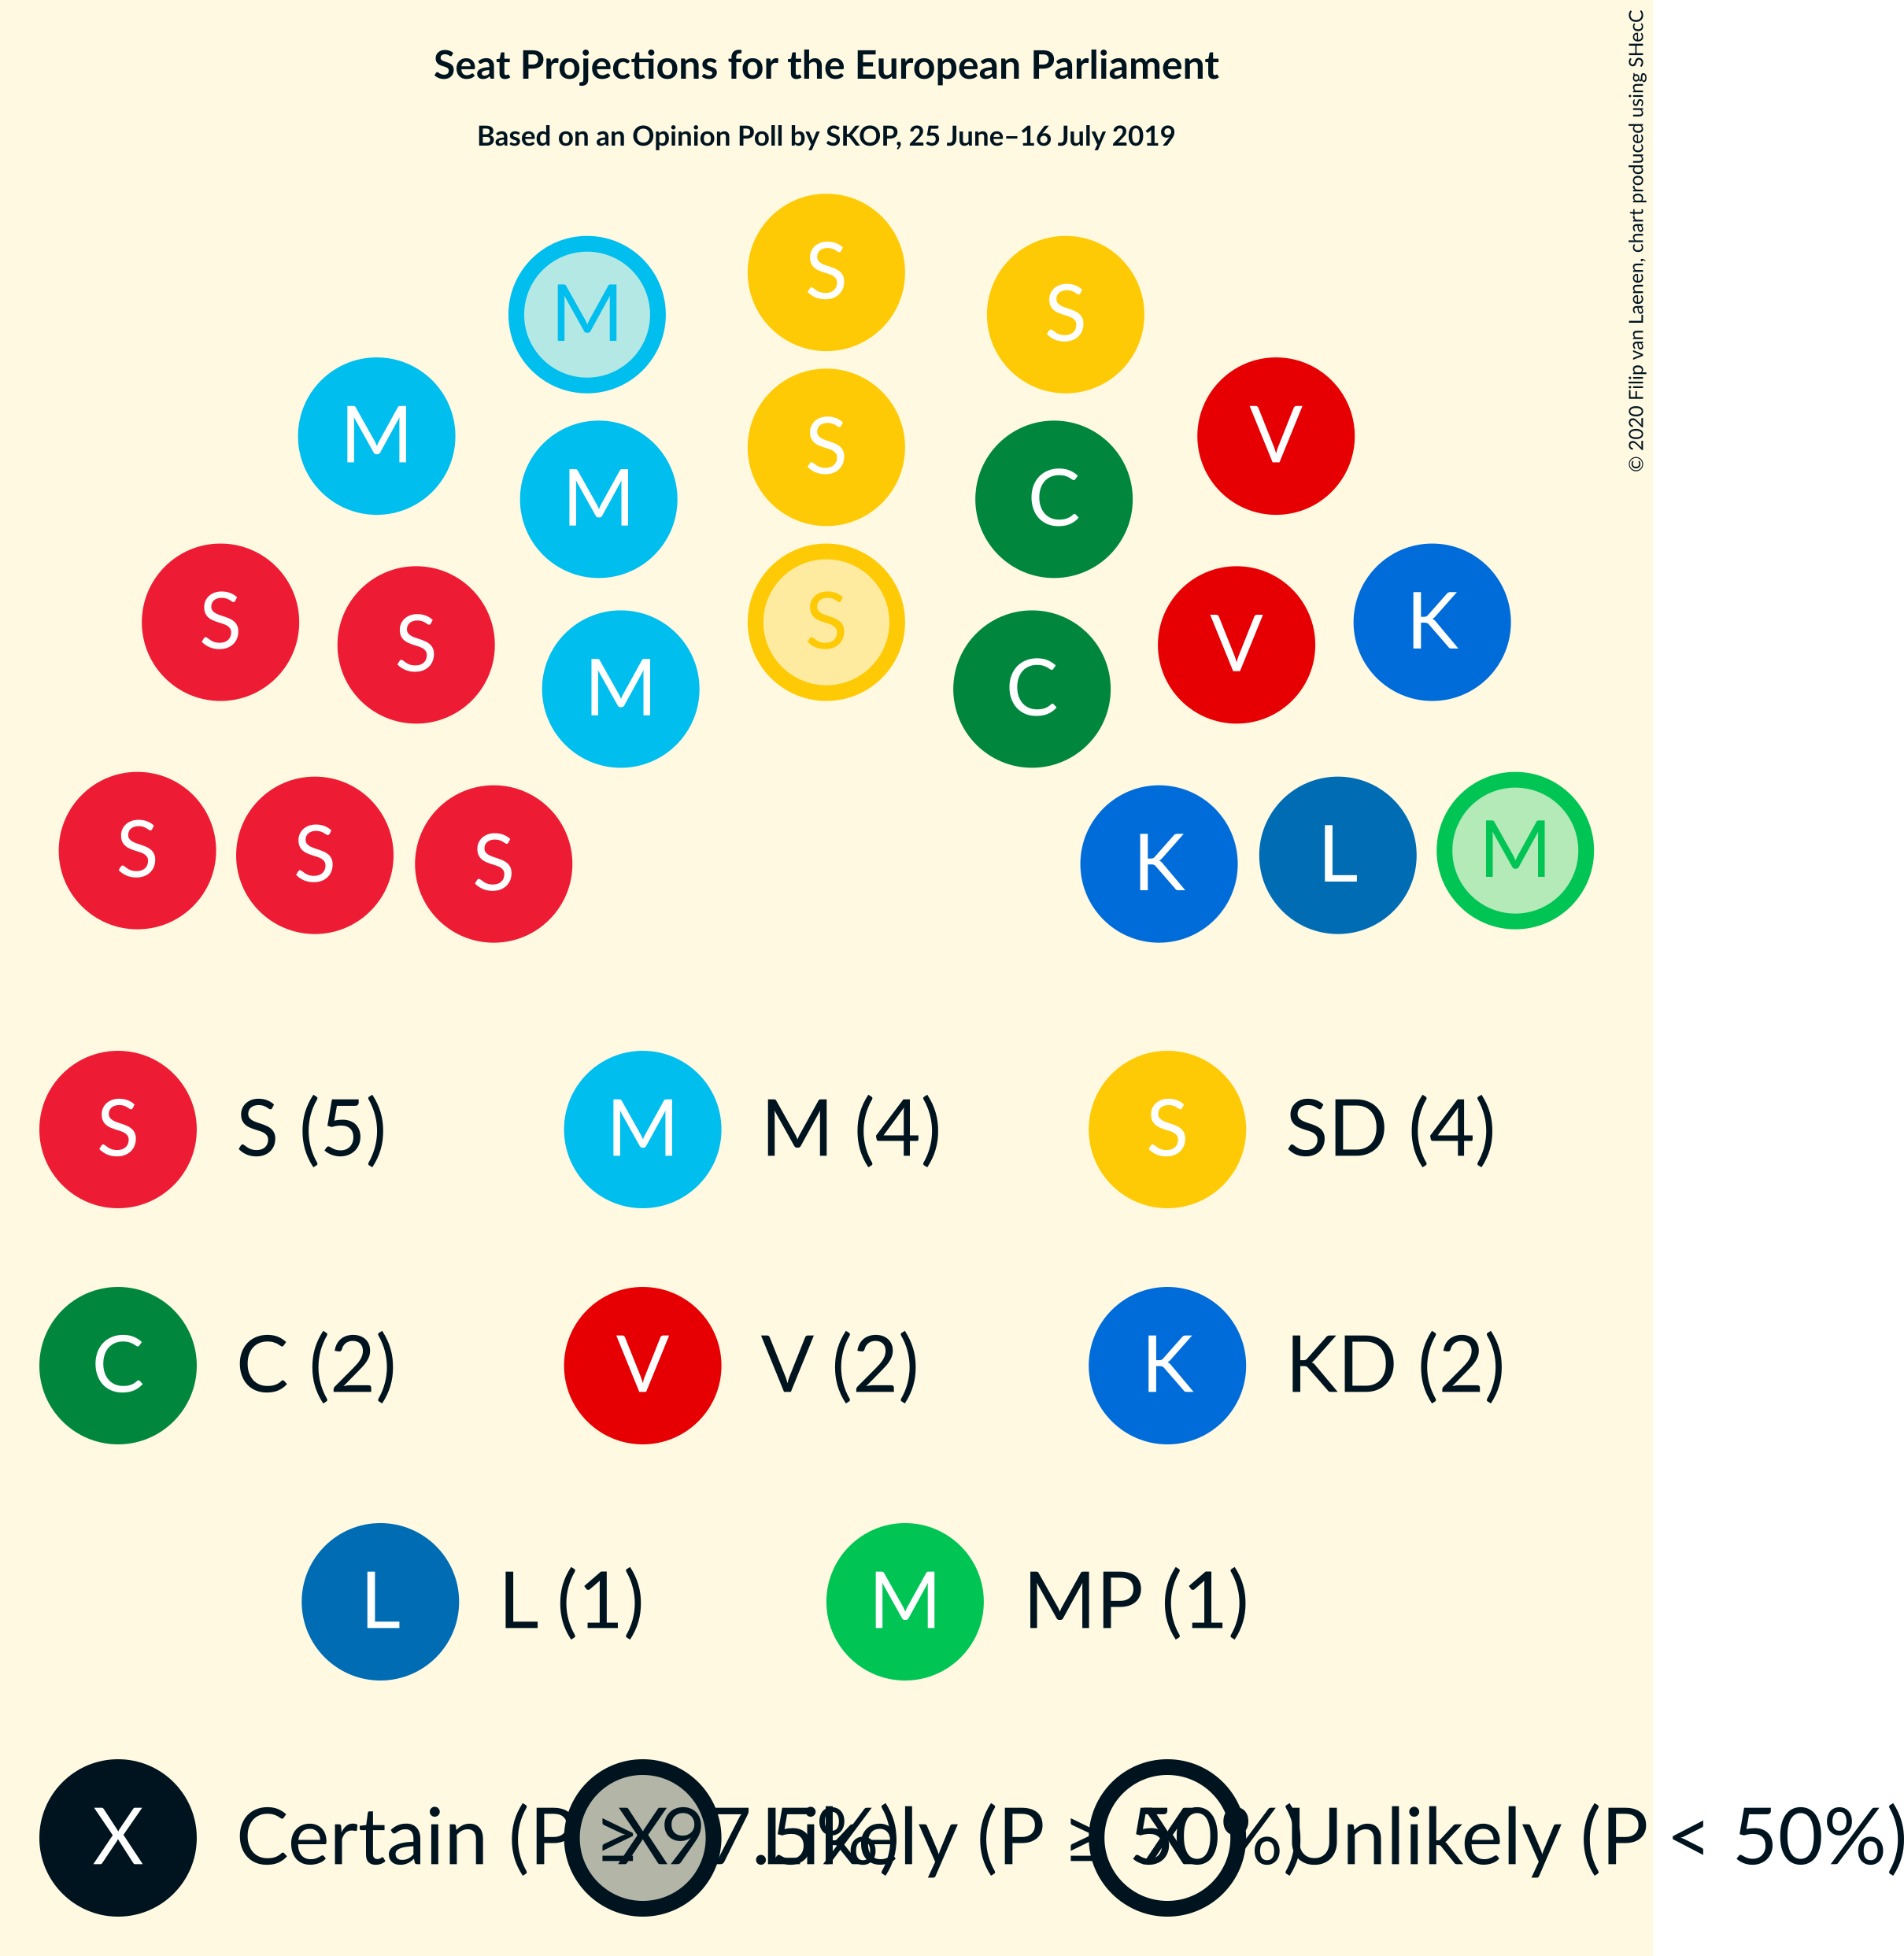 Seat Projections for the European Parliament
Based on an Opinion Poll by SKOP, 25 June–16 July 2019
© 2020 Filip van Laenen, chart produced using SHecC
S
M S
M V
S
M C
S S K
S V
M C
S M
S L
S K
S S (5) M M (4) S SD (4)
C C (2) V V (2) K KD (2)
L L (1) M MP (1)
X Certain (P ≥ 97.5%) X Likely (P ≥ 50%) X Unlikely (P < 50%)